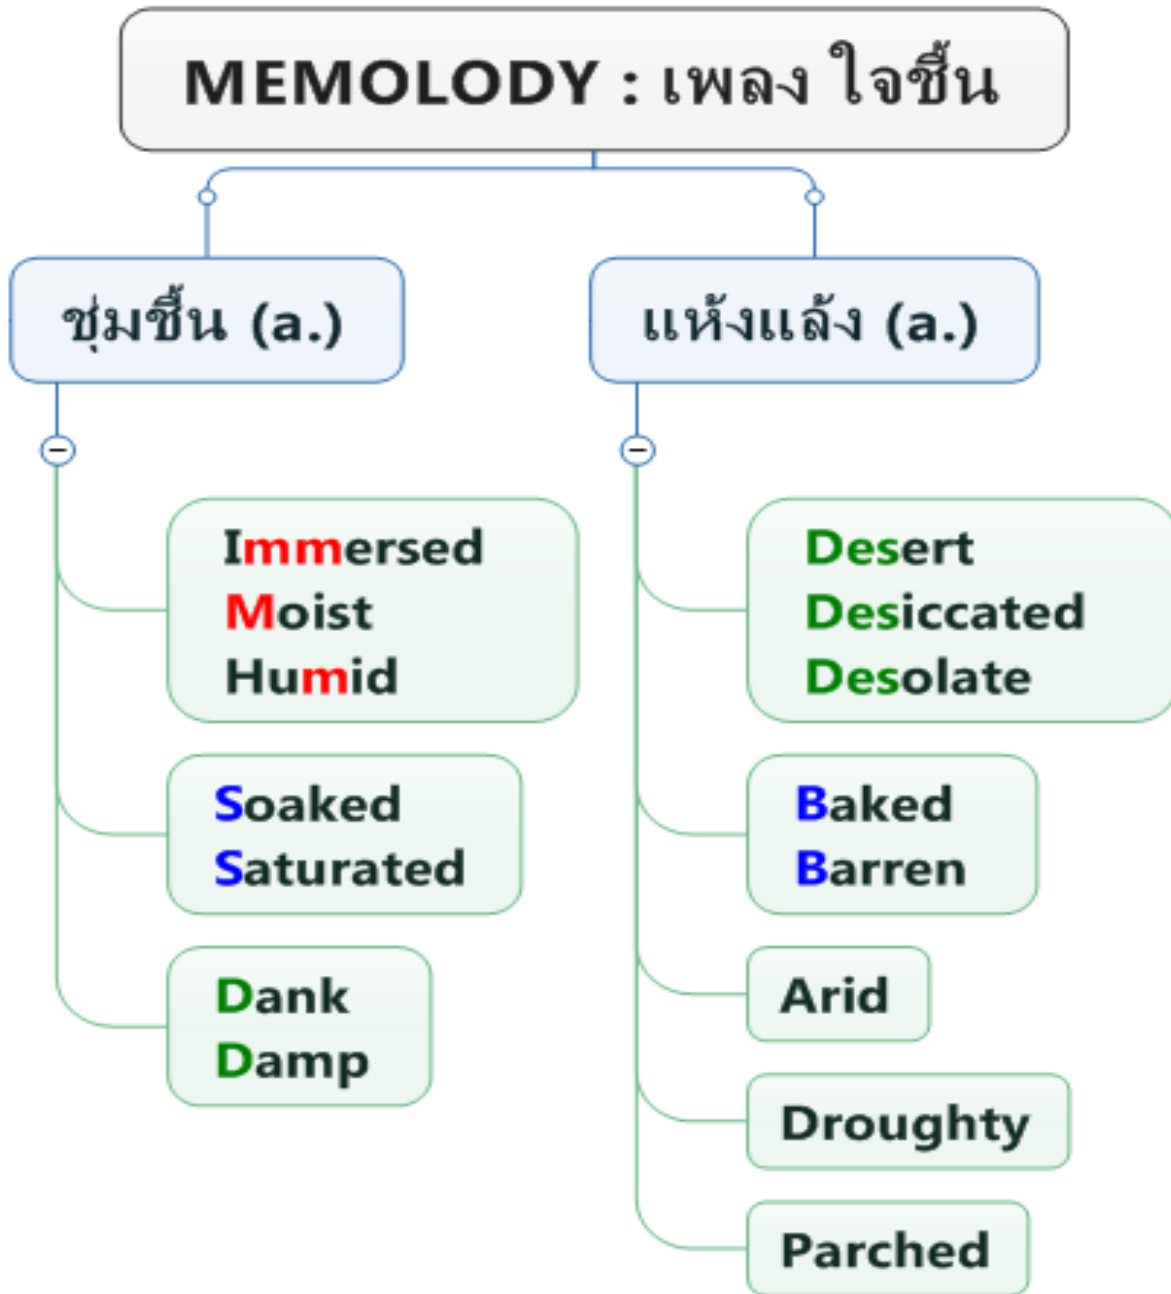 MEMOLODY : เพลง ใจชื้น
ชุ่มชื้น (a.)
Immersed
Moist
Humid
Soaked
Saturated
Dank
Damp
แห้งแล้ง (a.)
Desert
Desiccated
Desolate
Baked
Barren
Arid
Droughty
Parched